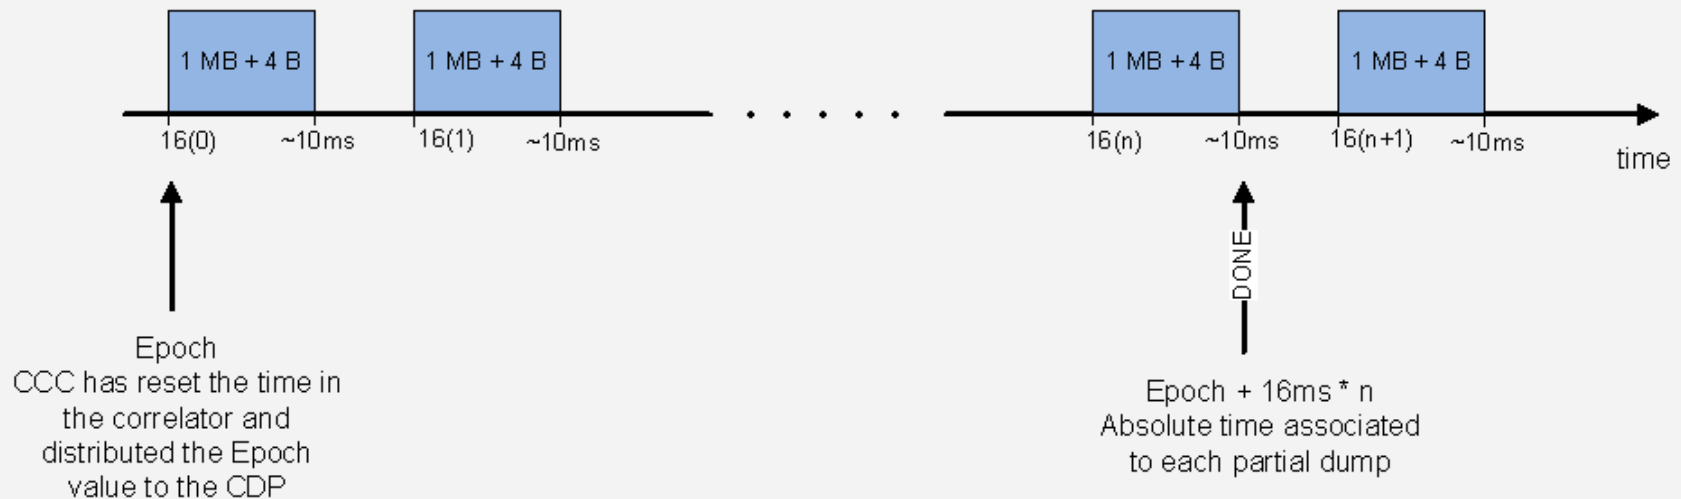 1 MB + 4 B
1 MB + 4 B
1 MB + 4 B
1 MB + 4 B
16(0)
~10ms
16(1)
~10ms
16(n)
~10ms
16(n+1)
~10ms
time
DONE
Epoch
CCC has reset the time in
the correlator and
distributed the Epoch
value to the CDP
Epoch + 16ms * n
Absolute time associated
to each partial dump